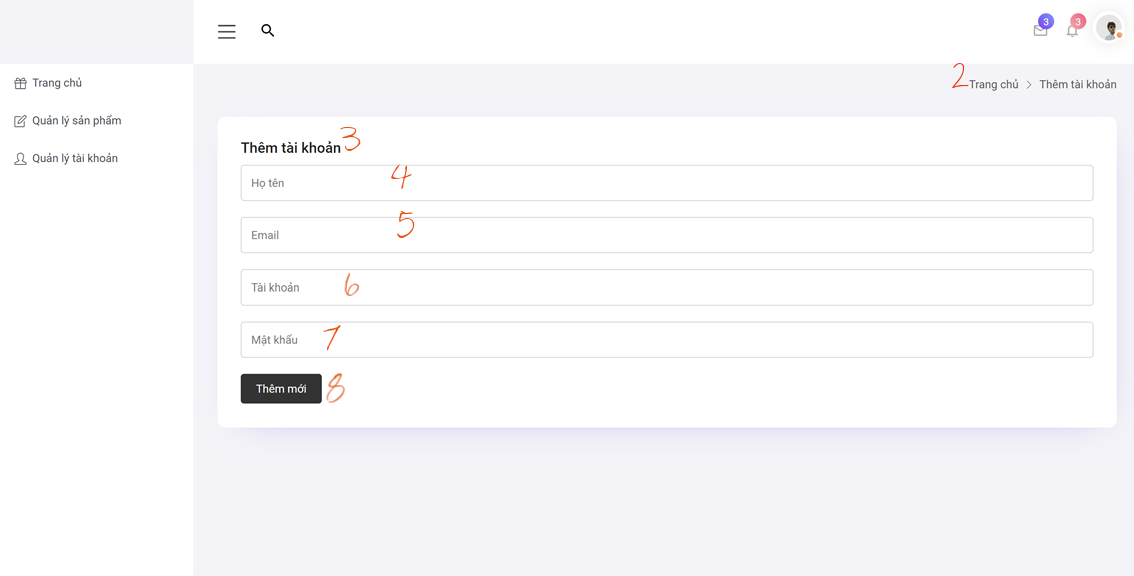 3 3
Trang chủ
Quản lý sản phẩm
Quản lý tài khoản
2 Trang chủ > Thêm tài khoản
Thêm tài khoản 3
Họ tên 4
Email 5
Tài khoản 6
Mật khẩu 7
Thêm mới 8